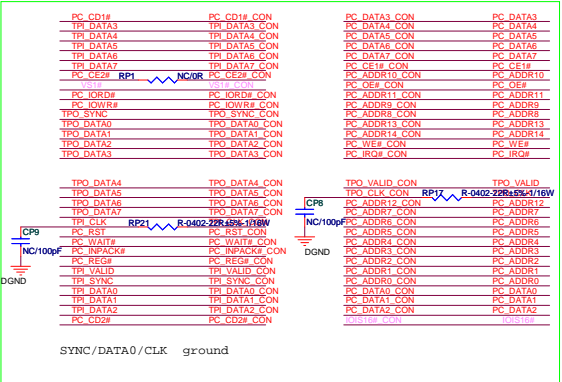 PC_CD1# PC_CD1#_CON PC_DATA3_CON PC_DATA3
TPI_DATA3 TPI_DATA3_CON PC_DATA4_CON PC_DATA4
TPI_DATA4 TPI_DATA4_CON PC_DATA5_CON PC_DATA5
TPI_DATA5 TPI_DATA5_CON PC_DATA6_CON PC_DATA6
TPI_DATA6 TPI_DATA6_CON PC_DATA7_CON PC_DATA7
TPI_DATA7 TPI_DATA7_CON PC_CE1#_CON PC_CE1#
PC_CE2# RP1 NC/0R PC_CE2#_CON PC_ADDR10_CON PC_ADDR10
VS1# VS1#_CON PC_OE#_CON PC_OE#
PC_IORD# PC_IORD#_CON PC_ADDR11_CON PC_ADDR11
PC_IOWR# PC_IOWR#_CON PC_ADDR9_CON PC_ADDR9
TPO_SYNC TPO_SYNC_CON PC_ADDR8_CON PC_ADDR8
TPO_DATA0 TPO_DATA0_CON PC_ADDR13_CON PC_ADDR13
TPO_DATA1 TPO_DATA1_CON PC_ADDR14_CON PC_ADDR14
TPO_DATA2 TPO_DATA2_CON PC_WE#_CON PC_WE#
TPO_DATA3 TPO_DATA3_CON PC_IRQ#_CON PC_IRQ#
TPO_DATA4 TPO_DATA4_CON TPO_VALID_CON TPO_VALID
TPO_DATA5 TPO_DATA5_CON TPO_CLK_CON RP17 R-0402-22R±5%-1/16W
TPO_DATA6 TPO_DATA6_CON CP8 PC_ADDR12_CON PC_ADDR12
TPO_DATA7 TPO_DATA7_CON PC_ADDR7_CON PC_ADDR7
TPI_CLK RP21 R-0402-22R±5%-1/16W NC/100pF PC_ADDR6_CON PC_ADDR6
CP9 PC_RST PC_RST_CON PC_ADDR5_CON PC_ADDR5
PC_WAIT# PC_WAIT#_CON PC_ADDR4_CON PC_ADDR4
NC/100pF PC_INPACK# PC_INPACK#_CON DGND PC_ADDR3_CON PC_ADDR3
PC_REG# PC_REG#_CON PC_ADDR2_CON PC_ADDR2
TPI_VALID TPI_VALID_CON PC_ADDR1_CON PC_ADDR1
DGND TPI_SYNC TPI_SYNC_CON PC_ADDR0_CON PC_ADDR0
TPI_DATA0 TPI_DATA0_CON PC_DATA0_CON PC_DATA0
TPI_DATA1 TPI_DATA1_CON PC_DATA1_CON PC_DATA1
TPI_DATA2 TPI_DATA2_CON PC_DATA2_CON PC_DATA2
PC_CD2# PC_CD2#_CON IOIS16#_CON IOIS16#
SYNC/DATA0/CLK ground